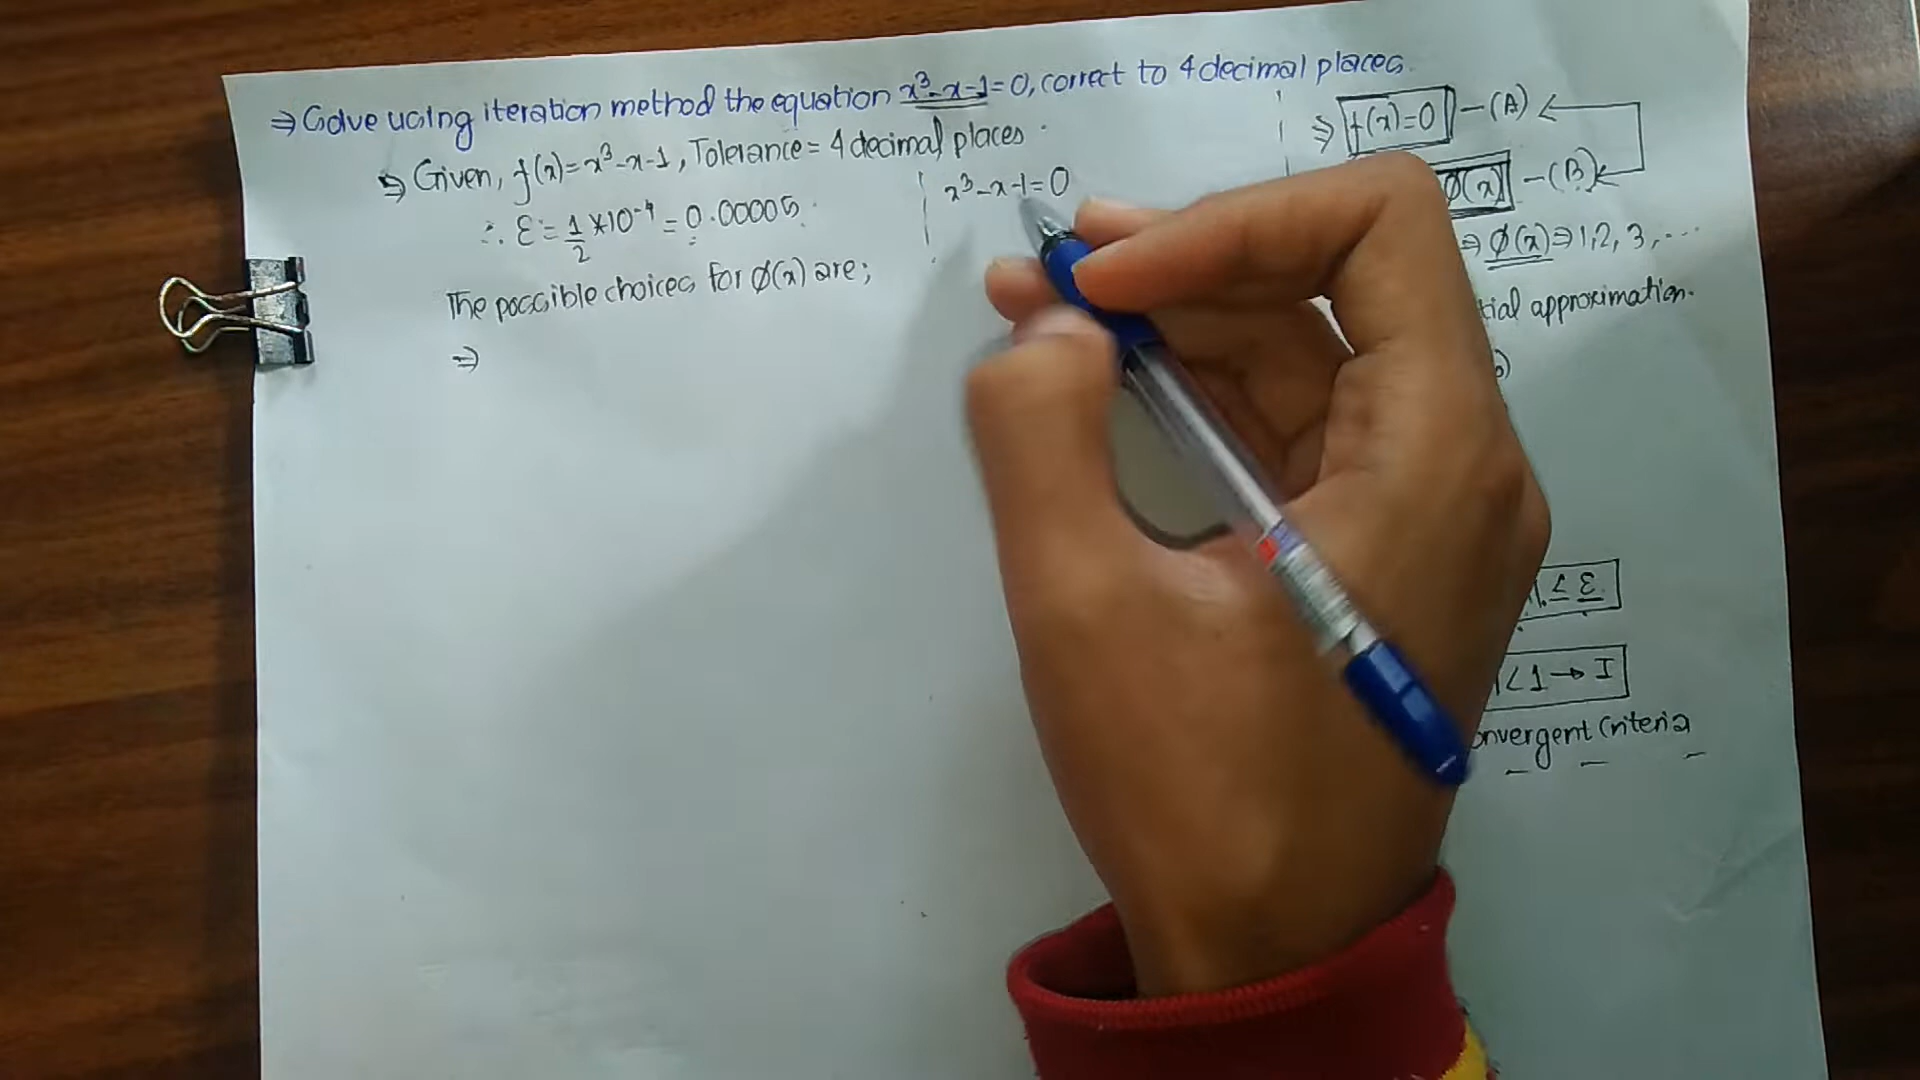 ⇒ Solve using iteration method the equation x³-x-1=0, correct to 4 decimal places.
⇒ Given, f(x)=x³-x-1, Tolerance = 4 decimal places.
∴ Ɛ = 1/2 *10⁻⁴ = 0.00005.
The possible choices for ϕ(x) are;
⇒
x³-x-1=0
⇒ f(x)=0 -(A)
ϕ(x) -(B)
⇒ ϕ(x) ⇒ 1, 2, 3, ...
approximation.
≤ Ɛ
<1 → I
Criteria